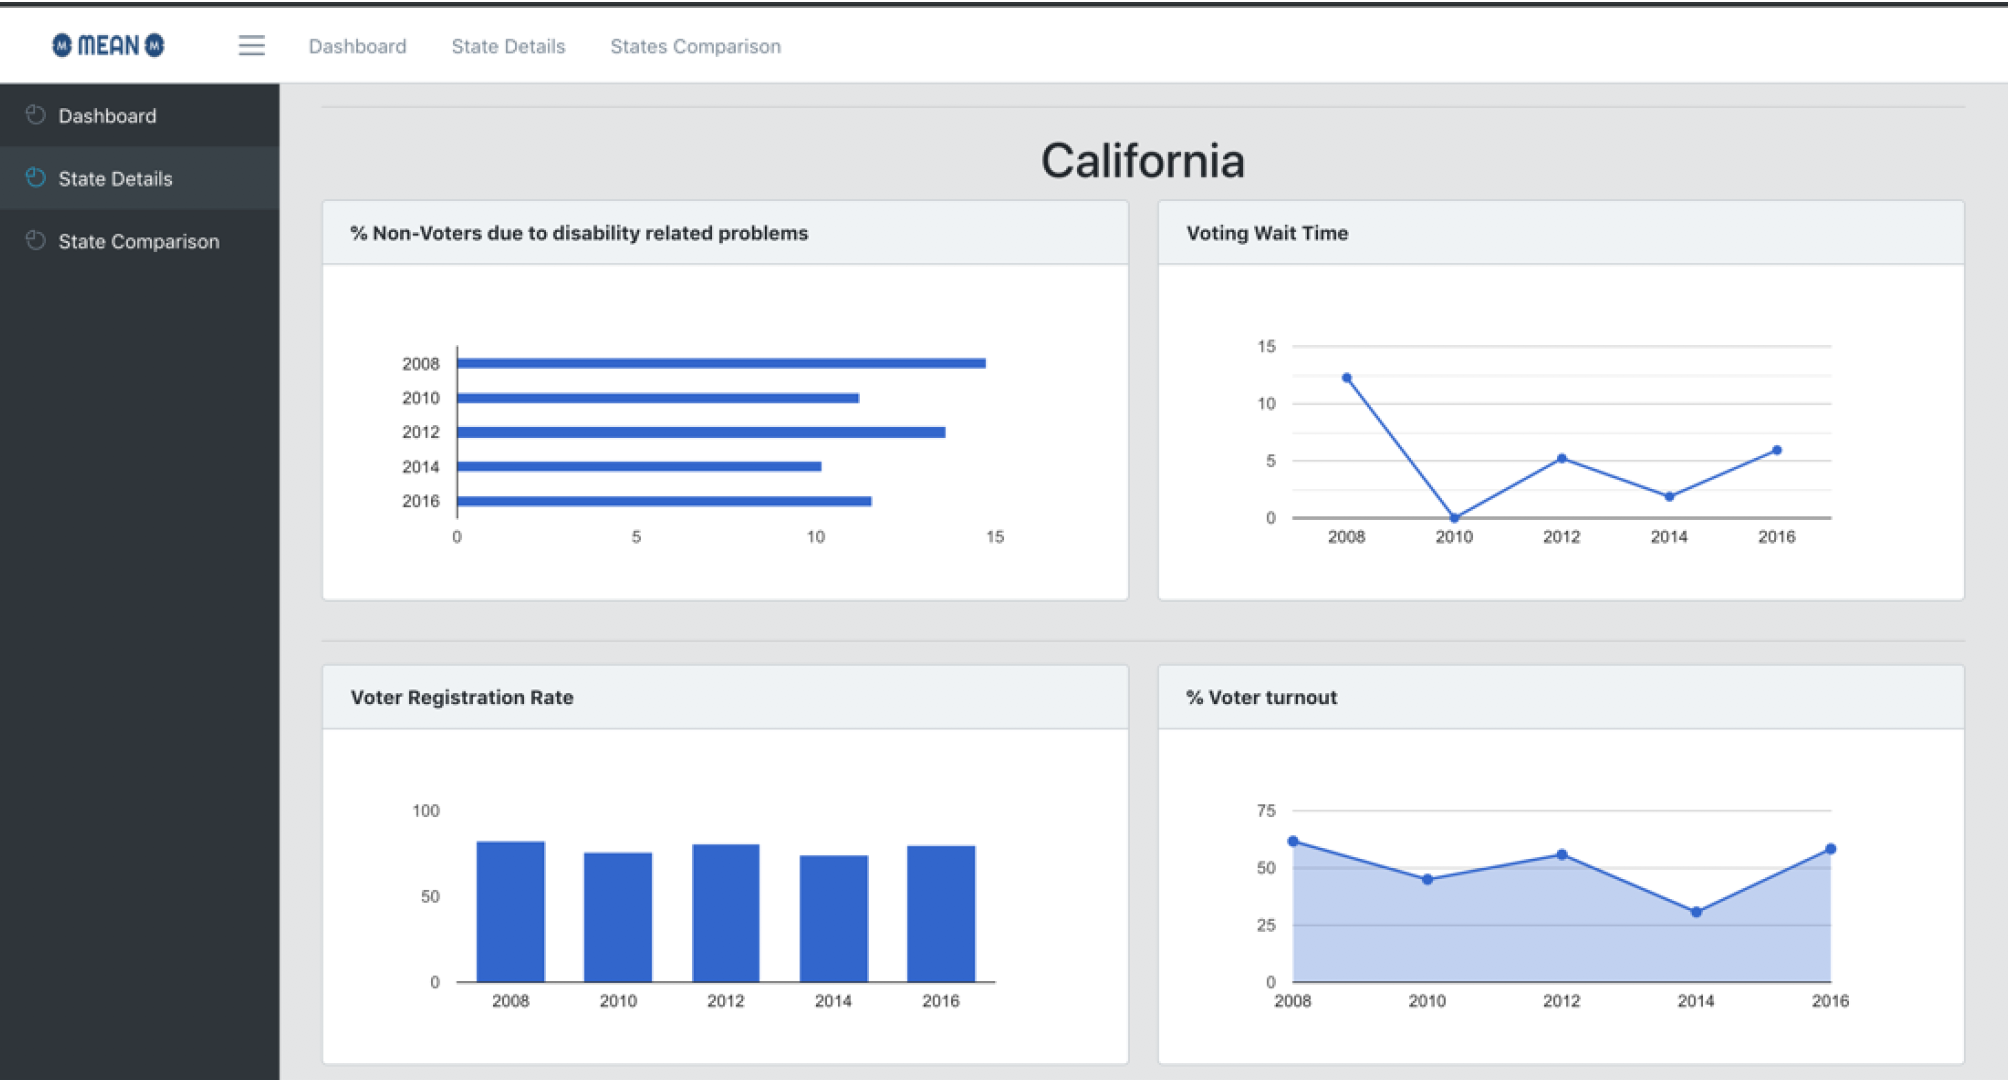 M MEAN M
Dashboard State Details States Comparison
Dashboard
State Details
State Comparison
California
% Non-Voters due to disability related problems
2008
2010
2012
2014
2016
0 5 10 15
Voting Wait Time
15
10
5
0
2008 2010 2012 2014 2016
Voter Registration Rate
100
50
0
2008 2010 2012 2014 2016
% Voter turnout
75
50
25
0
2008 2010 2012 2014 2016